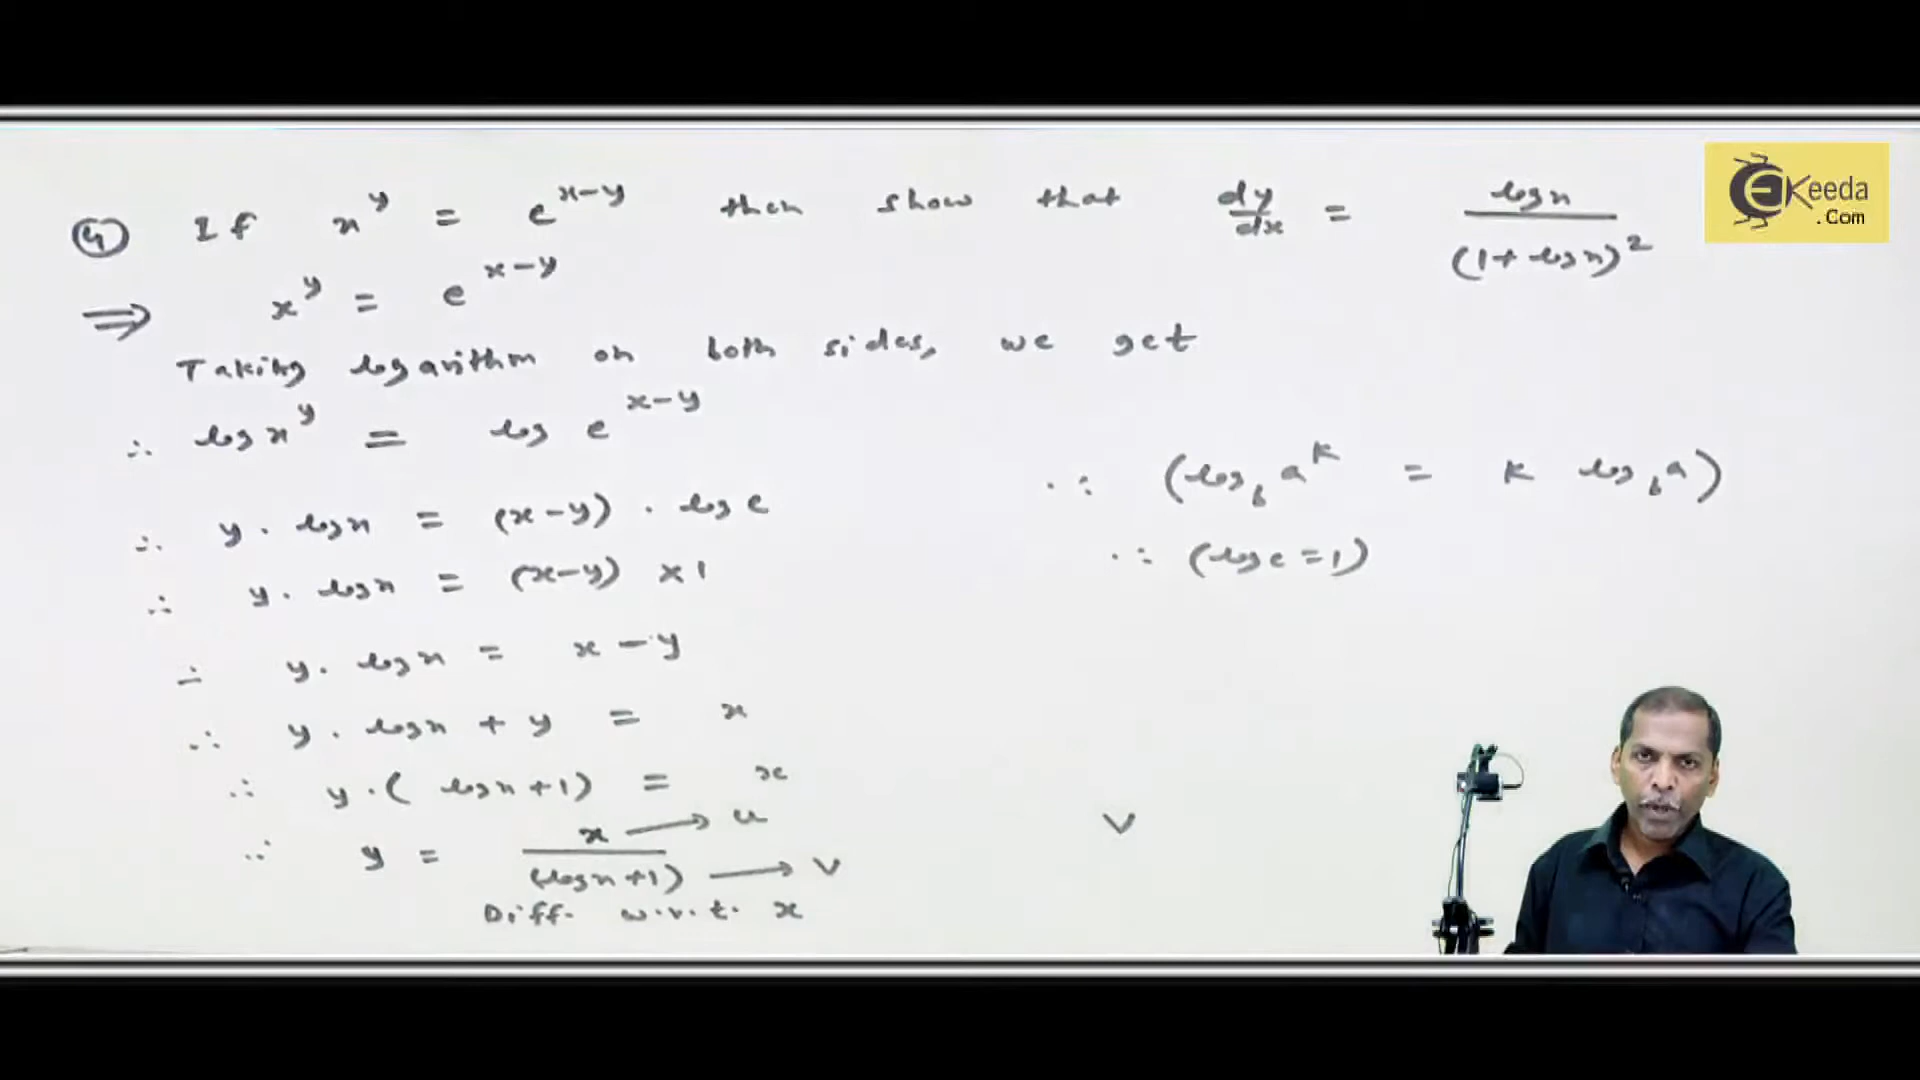 EKeeda
.Com
(4) If x^y = e^(x-y) then show that dy/dx = log x / (1+ log x)^2
⇒ x^y = e^(x-y)
Taking logarithm on both sides, we get
∴ log x^y = log e^(x-y)
∴ y. log x = (x-y) . log e ∵ (log_b a^k = k log_b a)
∴ y. log x = (x-y) ×1 ∵ (log e =1)
∴ y. log x = x - y
∴ y. log x + y = x
∴ y.( log x +1) = x
∴ y = x / (log x +1) x → u (log x +1) → v v
Diff. w.r.t. x